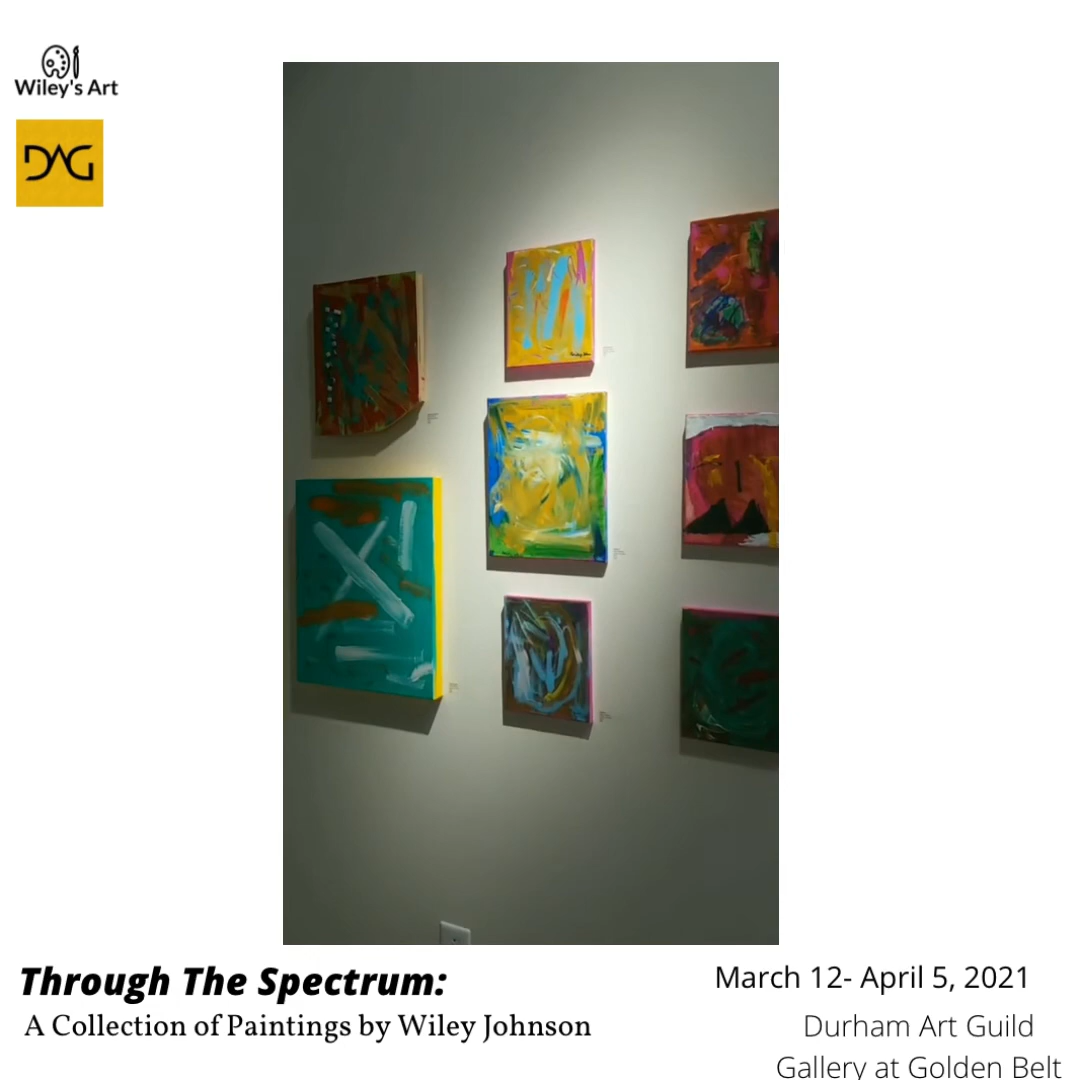 Wiley's Art
DAG
Through The Spectrum:
A Collection of Paintings by Wiley Johnson
March 12- April 5, 2021
Durham Art Guild
Gallery at Golden Belt